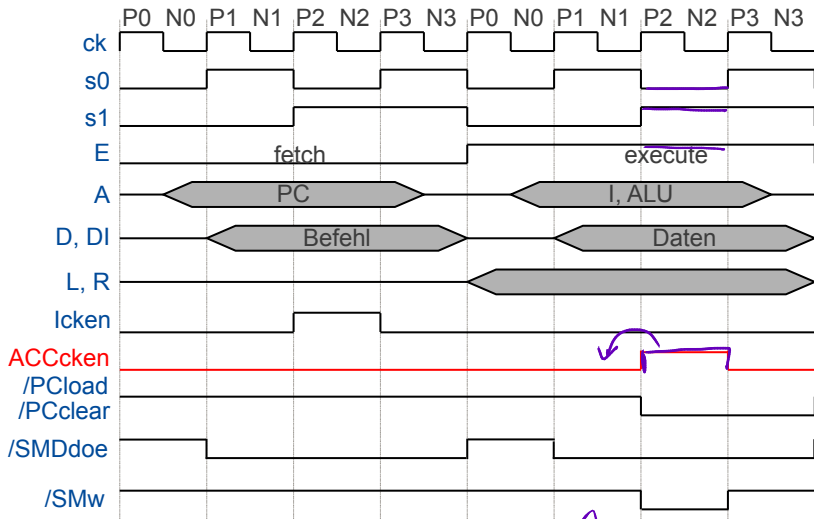 P0 N0 P1 N1 P2 N2 P3 N3 P0 N0 P1 N1 P2 N2 P3 N3
ck
s0
s1
E fetch execute
A PC I, ALU
D, DI Befehl Daten
L, R
Icken
ACCcken
/PCload
/PCclear
/SMDdoe
/SMw